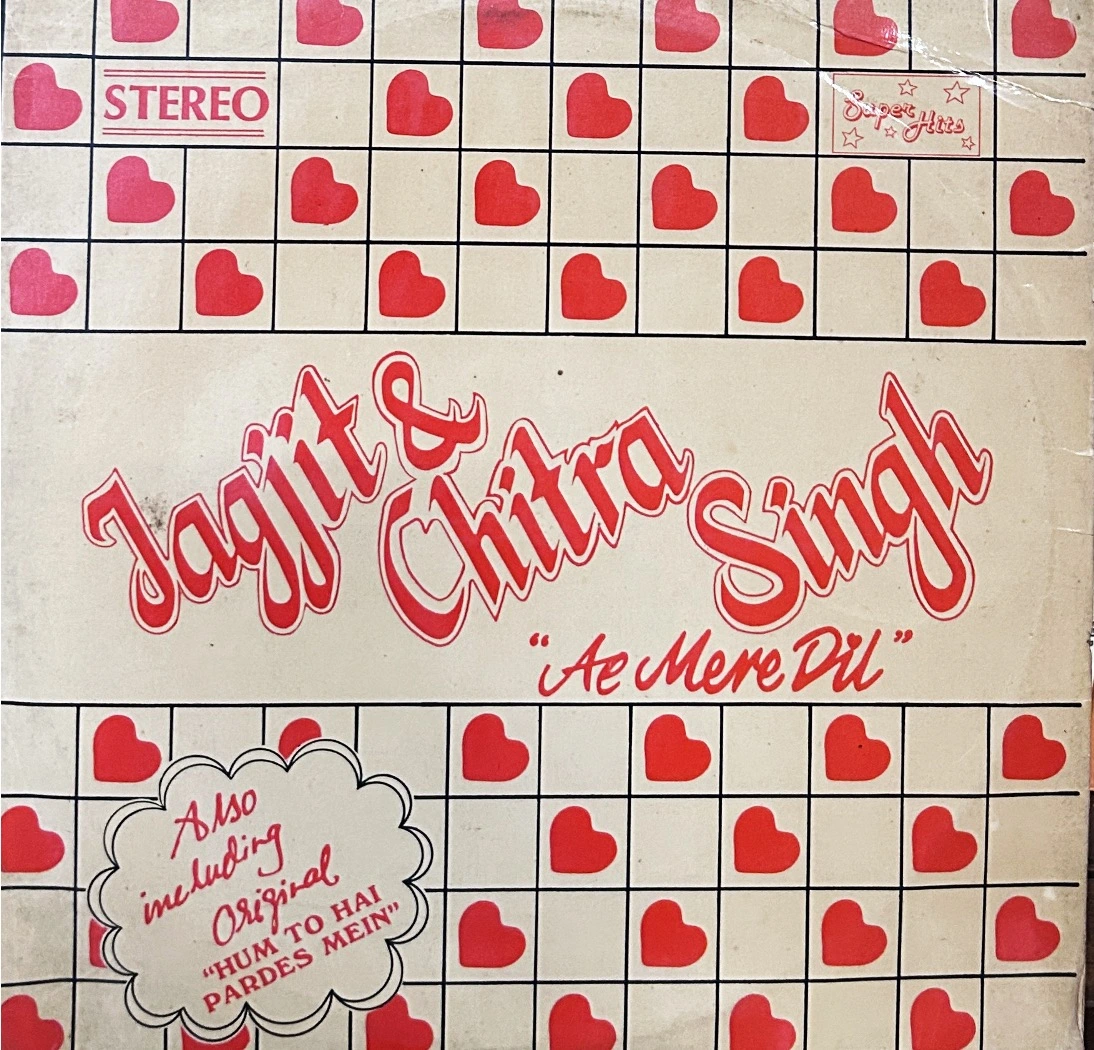 STEREO
Super
Hits
Jagjit &
Chitra
Singh
"Ae Mere Dil"
Also
including
Original
"HUM TO HAI
PARDES MEIN"